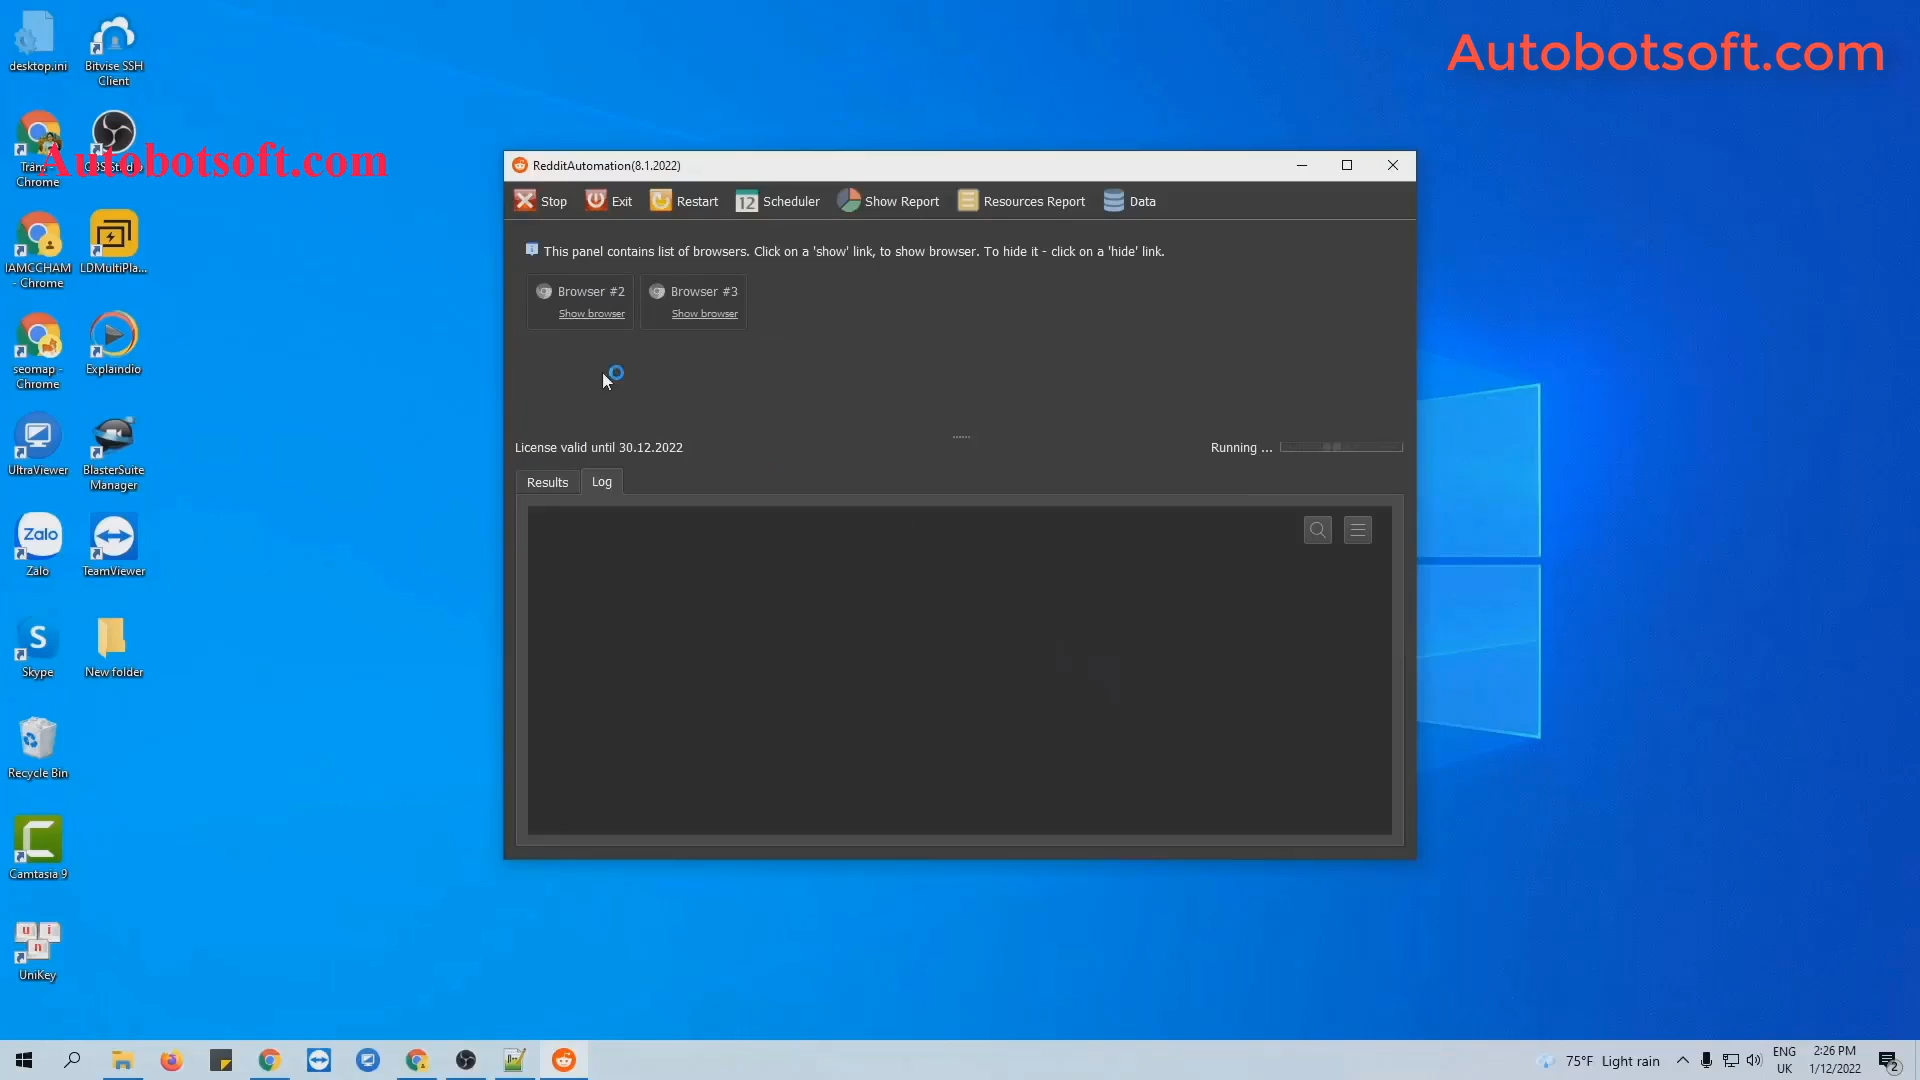 Autobotsoft.com
desktop.ini
Bitvise SSH
Client
Autobotsoft.com
Chrome
IAMCCHAM
- Chrome
LDMultiPla...
seomap -
Chrome
Explaindio
UltraViewer
BlasterSuite
Manager
Zalo
Zalo
TeamViewer
S
Skype
New folder
Recycle Bin
Camtasia 9
u i
n
UniKey
RedditAutomation(8.1.2022)
Stop
Exit
Restart
12
Scheduler
Show Report
Resources Report
Data
This panel contains list of browsers. Click on a 'show' link, to show browser. To hide it - click on a 'hide' link.
Browser #2
Show browser
Browser #3
Show browser
License valid until 30.12.2022
Running ...
Results
Log
75°F Light rain
ENG
UK
2:26 PM
1/12/2022
2